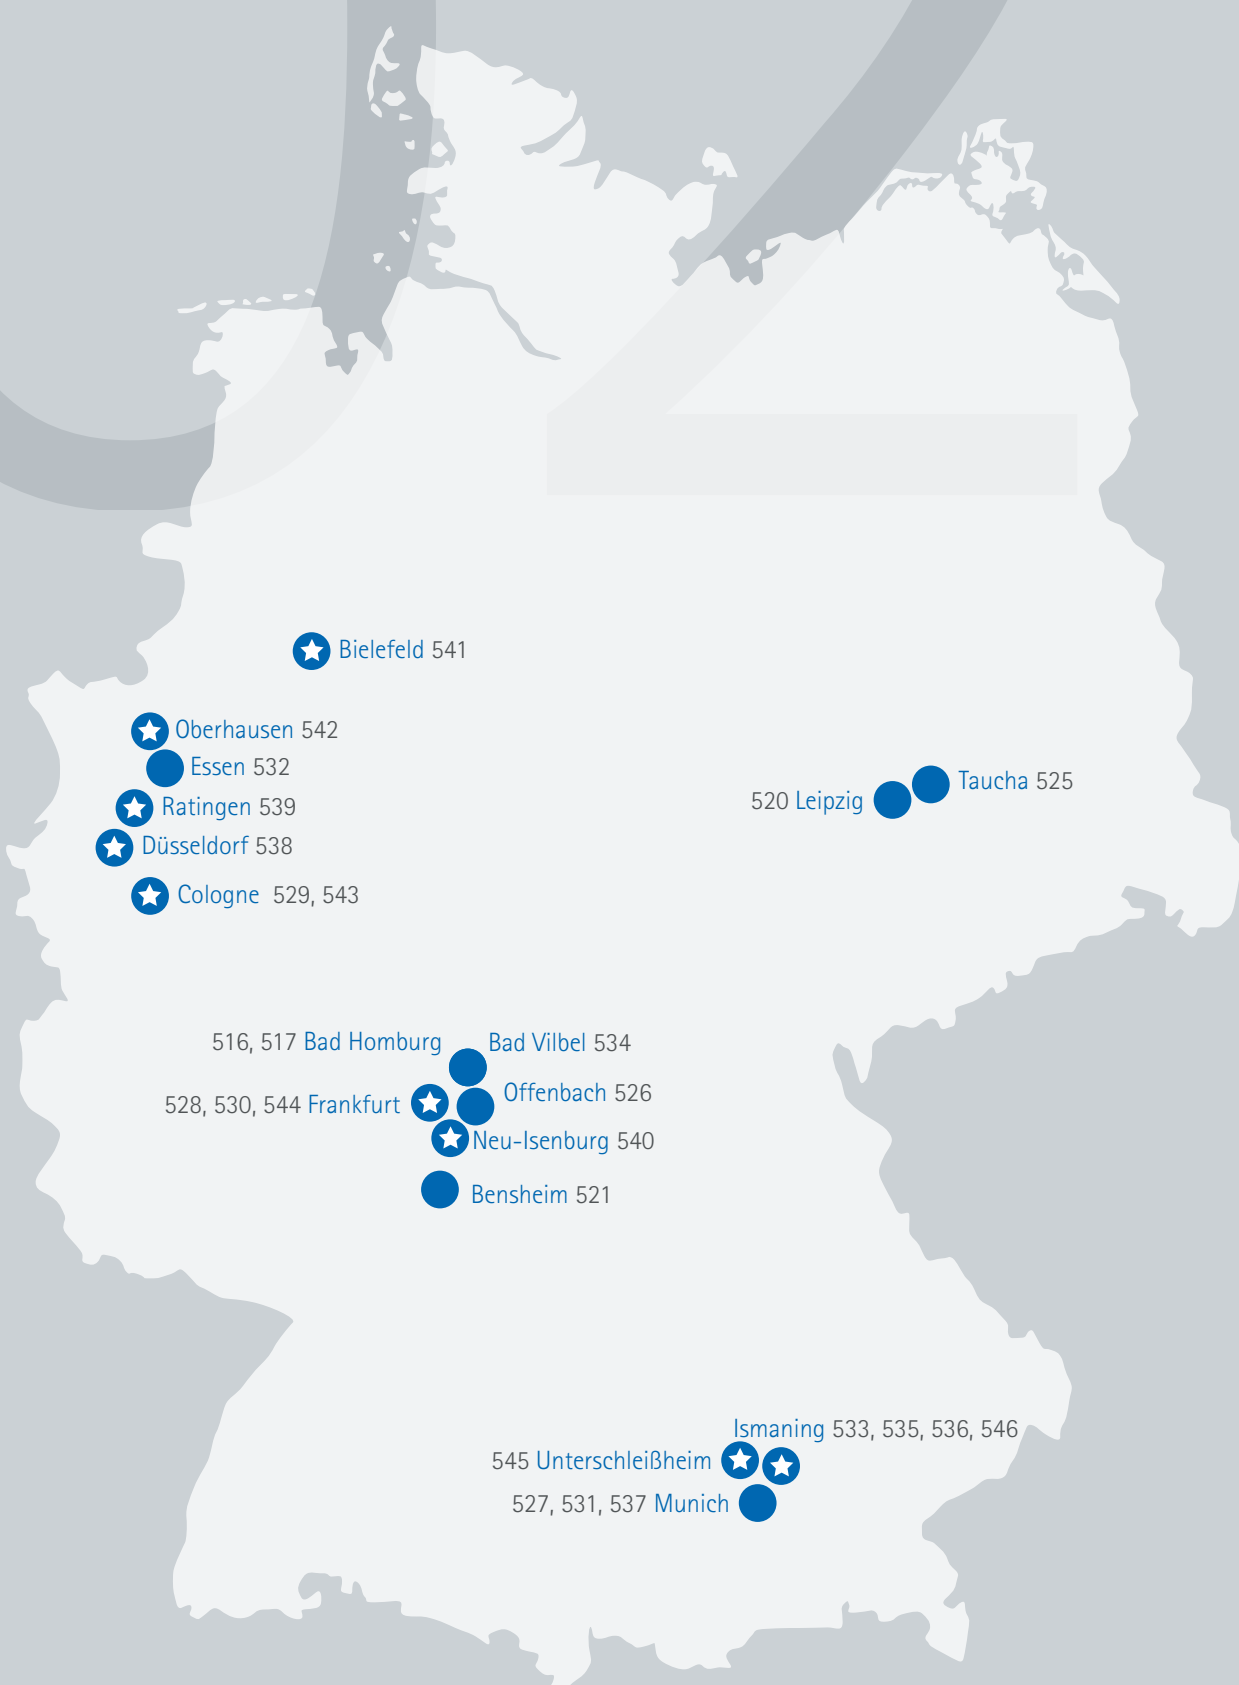 Bielefeld 541
Oberhausen 542
Essen 532
Ratingen 539
Düsseldorf 538
Cologne 529, 543
520 Leipzig
Taucha 525
516, 517 Bad Homburg
Bad Vilbel 534
528, 530, 544 Frankfurt
Offenbach 526
Neu-Isenburg 540
Bensheim 521
Ismaning 533, 535, 536, 546
545 Unterschleißheim
527, 531, 537 Munich